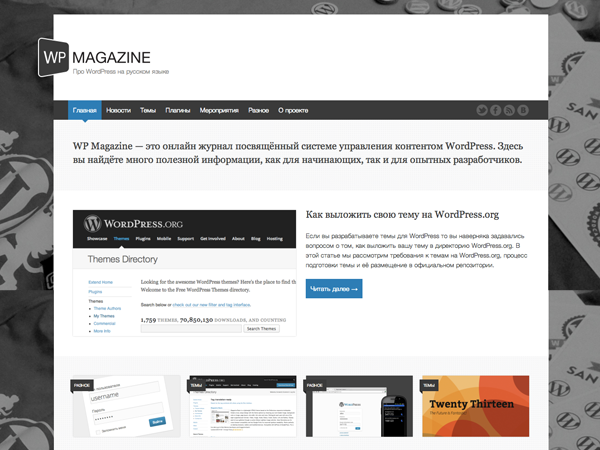 WP MAGAZINE
Про WordPress на русском языке
Главная Новости Темы Плагины Мероприятия Разное О проекте
WP Magazine — это онлайн журнал посвящённый системе управления контентом WordPress. Здесь
вы найдёте много полезной информации, как для начинающих, так и для опытных разработчиков.
WORDPRESS.ORG
Showcase Themes Plugins Mobile Support Get Involved About Blog Hosting
Themes Directory
Extend Home
Plugins
Themes
Theme Authors
My Themes
Commercial
More Info
Looking for the awesome WordPress themes? Here's the place to find th
Welcome to the Free WordPress Themes directory.
Search below or check out our new filter and tag interface.
1,759 THEMES, 70,850,130 DOWNLOADS, AND COUNTING
Search Themes
Как выложить свою тему на WordPress.org
Если вы разрабатываете темы для WordPress то вы наверняка задавались
вопросом о том, как выложить вашу тему в директорию WordPress.org. В
этой статье мы рассмотрим требования к темам на WordPress.org, процесс
подготовки темы и её размещение в официальном репозитории.
Читать далее →
РАЗНОЕ
username
Пароль
Войти
ТЕМЫ
WORDPRESS.ORG
РАЗНОЕ
ТЕМЫ
Twenty Thirteen
SAN